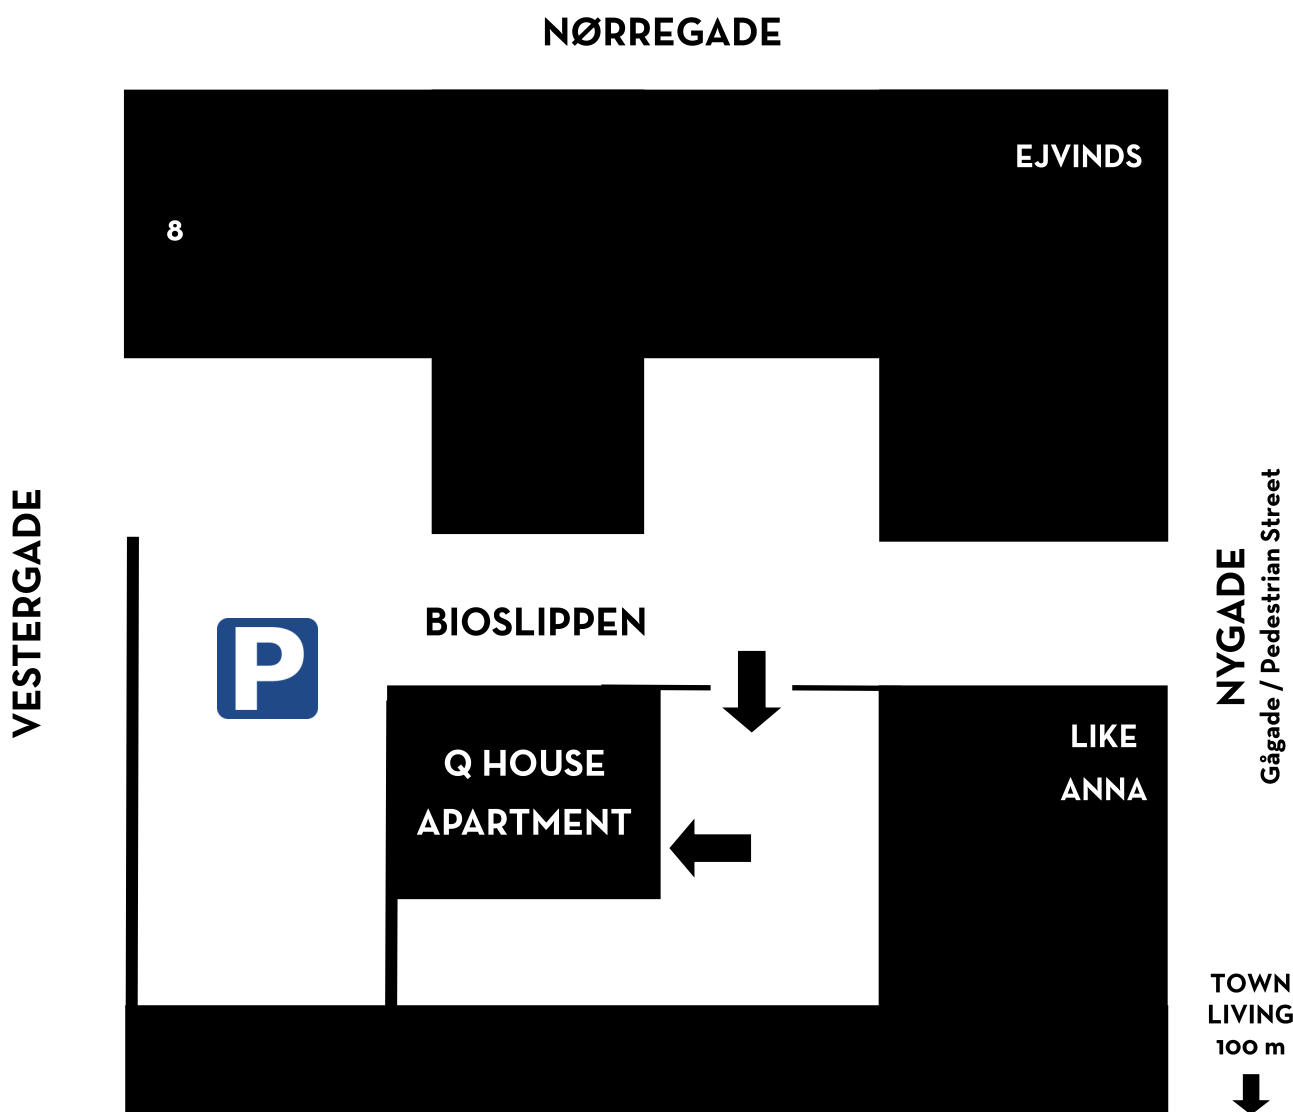 NØRREGADE
EJVINDS
8
VESTERGADE
BIOSLIPPEN
P
NYGADE
Gågade / Pedestrian Street
Q HOUSE
APARTMENT
LIKE
ANNA
TOWN
LIVING
100 m